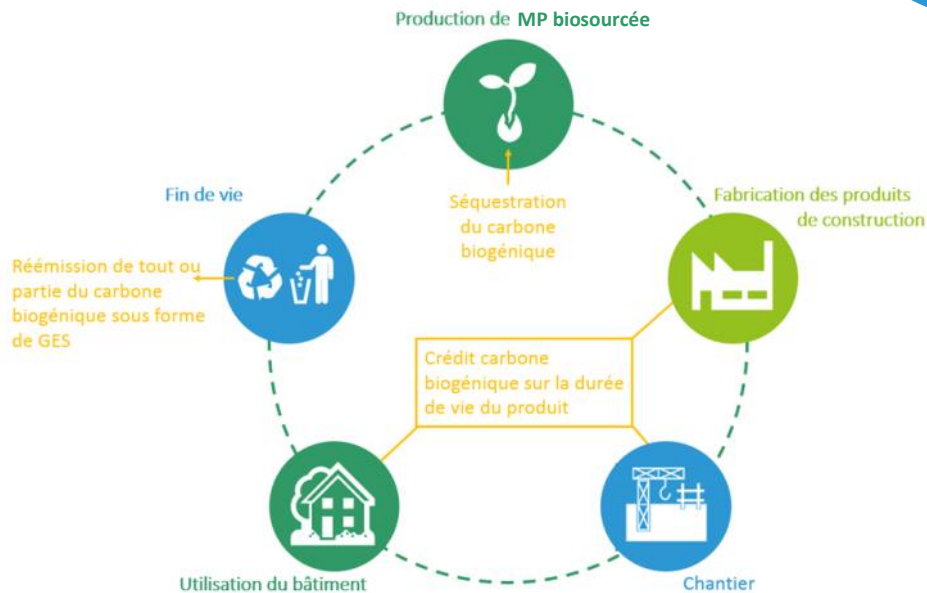 Production de MP biosourcée
Séquestration
du carbone
biogénique
Fabrication des produits
de construction
Fin de vie
Réémission de tout ou
partie du carbone
biogénique sous forme
de GES
Crédit carbone
biogénique sur la durée
de vie du produit
Utilisation du bâtiment
Chantier